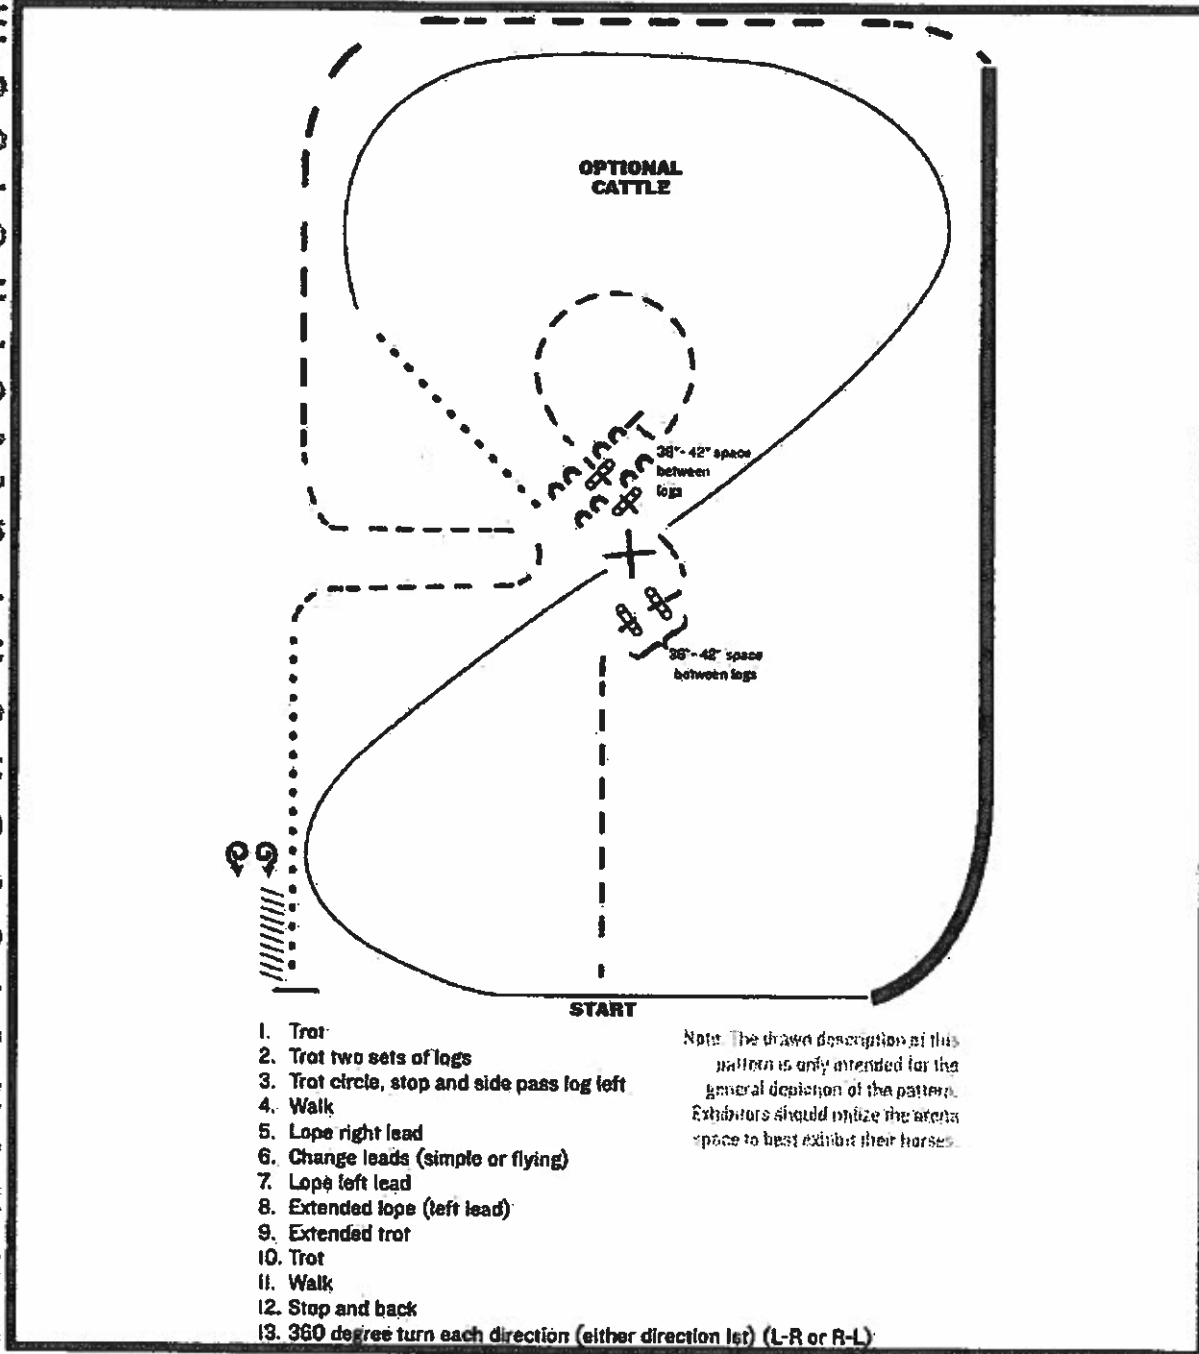 OPTIONAL
CATTLE
36"- 42" space
between
logs
36"- 42" space
between logs
START
1. Trot
2. Trot two sets of logs
3. Trot circle, stop and side pass log left
4. Walk
5. Lope right lead
6. Change leads (simple or flying)
7. Lope left lead
8. Extended lope (left lead)
9. Extended trot
10. Trot
11. Walk
12. Stop and back
13. 360 degree turn each direction (either direction 1st) (L-R or R-L)
Note: The drawn description of this
pattern is only intended for the
general depiction of the pattern.
Exhibitors should utilize the arena
space to best exhibit their horses.